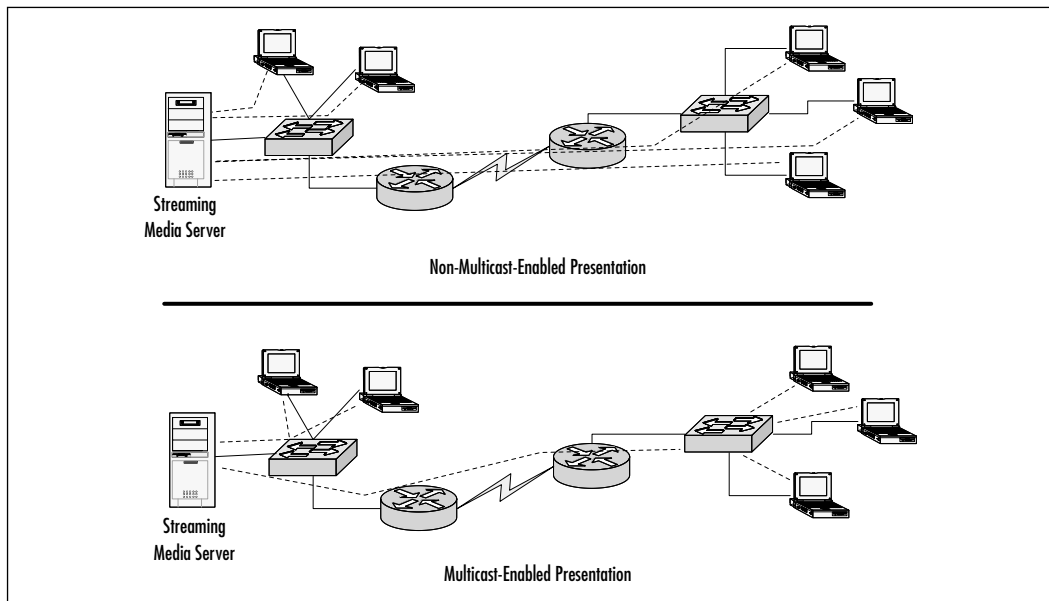 Streaming
Media Server
Non-Multicast-Enabled Presentation
Streaming
Media Server
Multicast-Enabled Presentation